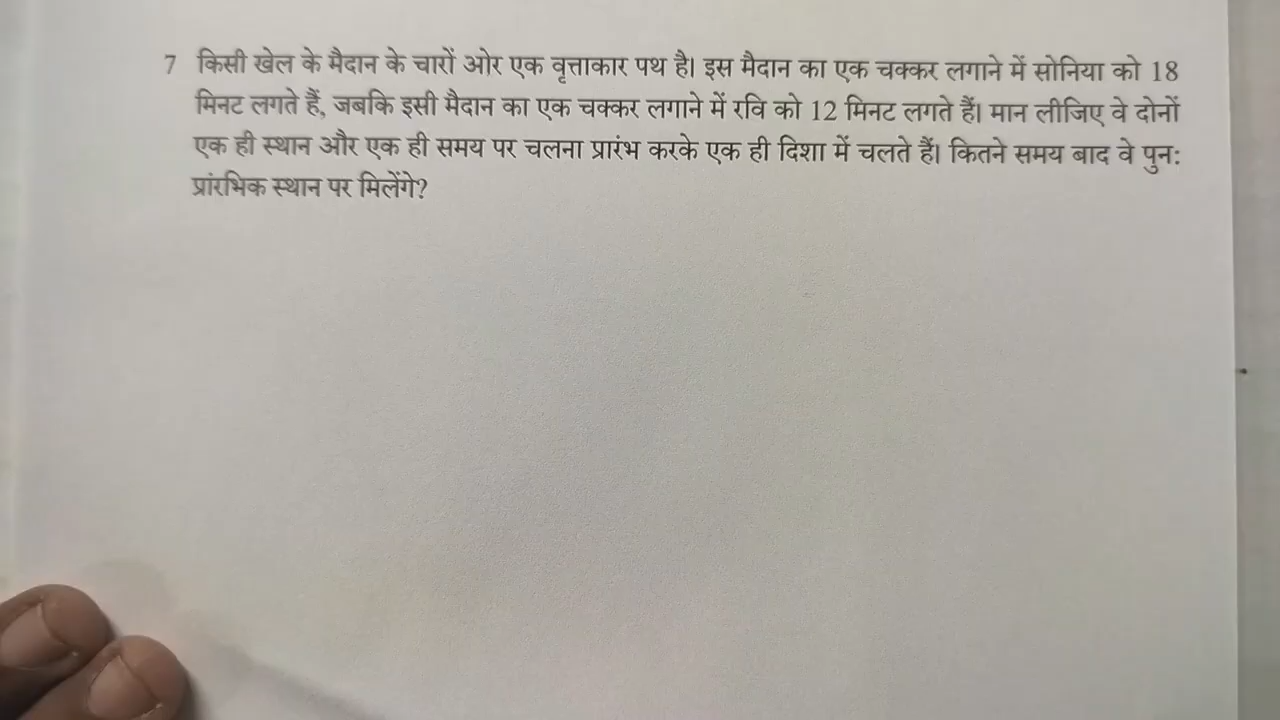 7 किसी खेल के मैदान के चारों ओर एक वृत्ताकार पथ है। इस मैदान का एक चक्कर लगाने में सोनिया को 18
मिनट लगते हैं, जबकि इसी मैदान का एक चक्कर लगाने में रवि को 12 मिनट लगते हैं। मान लीजिए वे दोनों
एक ही स्थान और एक ही समय पर चलना प्रारंभ करके एक ही दिशा में चलते हैं। कितने समय बाद वे पुन:
प्रांरभिक स्थान पर मिलेंगे?